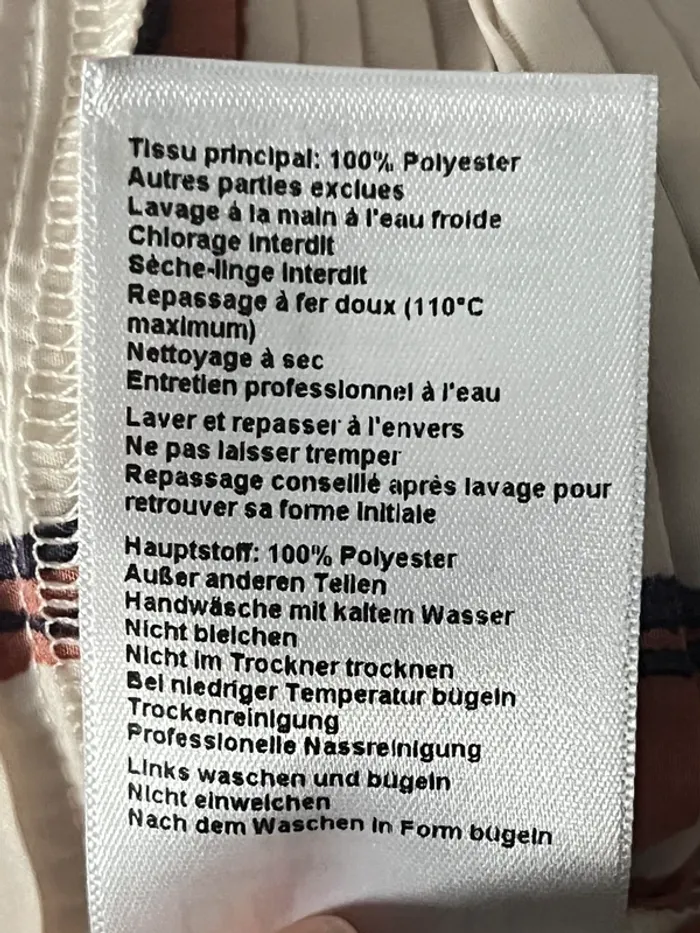 Tissu principal: 100% Polyester
Autres parties exclues
Lavage à la main à l'eau froide
Chlorage interdit
Sèche-linge interdit
Repassage à fer doux (110°C
maximum)
Nettoyage à sec
Entretien professionnel à l'eau
Laver et repasser à l'envers
Ne pas laisser tremper
Repassage conseillé après lavage pour
retrouver sa forme initiale
Hauptstoff: 100% Polyester
Außer anderen Teilen
Handwäsche mit kaltem Wasser
Nicht bleichen
Nicht im Trockner trocknen
Bei niedriger Temperatur bügeln
Trockenreinigung
Professionelle Nassreinigung
Links waschen und bügeln
Nicht einweichen
Nach dem Waschen in Form bügeln